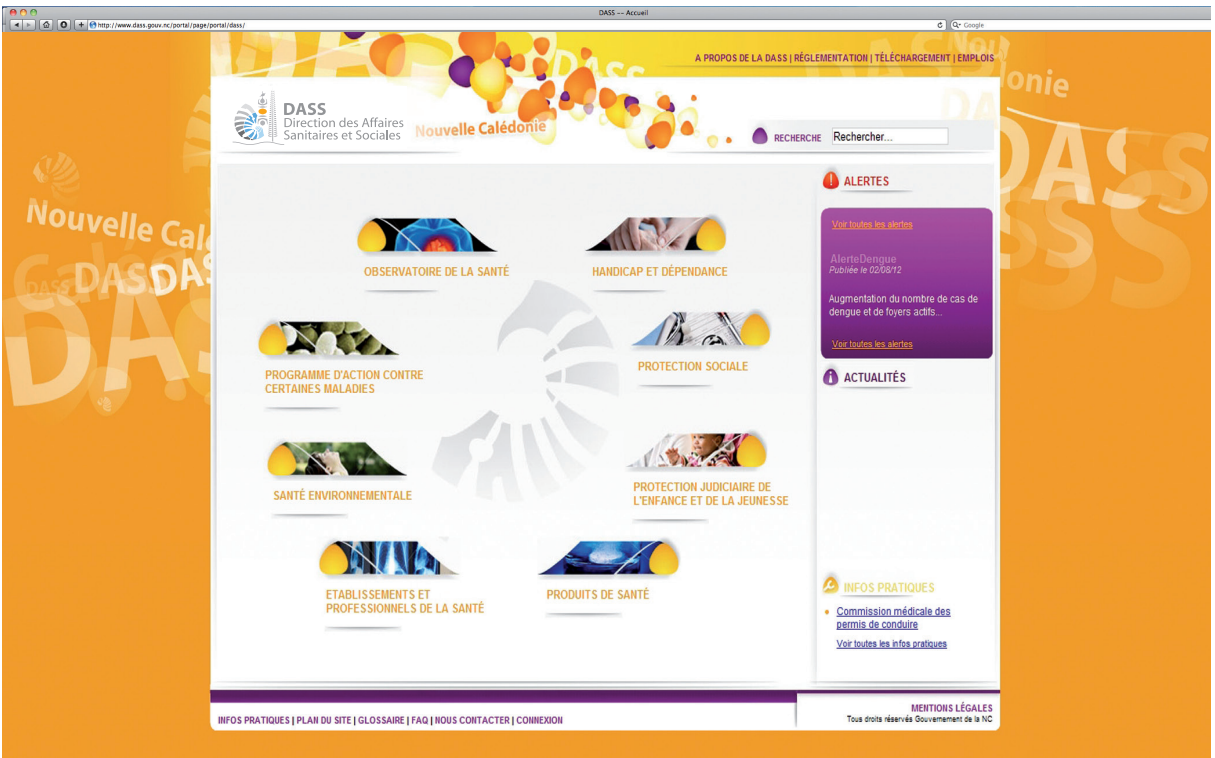 DASS -- Accueil
http://www.dass.gouv.nc/portal/page/portal/dass/
Google
A PROPOS DE LA DASS | RÉGLEMENTATION | TÉLÉCHARGEMENT | EMPLOIS
DASS
Direction des Affaires
Sanitaires et Sociales
Nouvelle Calédonie
RECHERCHE
Rechercher...
ALERTES
Voir toutes les alertes
AlerteDengue
Publiée le 02/08/12
Augmentation du nombre de cas de
dengue et de foyers actifs...
Voir toutes les alertes
ACTUALITÉS
OBSERVATOIRE DE LA SANTÉ
HANDICAP ET DÉPENDANCE
PROGRAMME D'ACTION CONTRE
CERTAINES MALADIES
PROTECTION SOCIALE
SANTÉ ENVIRONNEMENTALE
PROTECTION JUDICIAIRE DE
L'ENFANCE ET DE LA JEUNESSE
ETABLISSEMENTS ET
PROFESSIONNELS DE LA SANTÉ
PRODUITS DE SANTÉ
INFOS PRATIQUES
Commission médicale des
permis de conduire
Voir toutes les infos pratiques
INFOS PRATIQUES | PLAN DU SITE | GLOSSAIRE | FAQ | NOUS CONTACTER | CONNEXION
MENTIONS LÉGALES
Tous droits réservés Gouvernement de la NC
Nouvelle Cal
DASS
DASS